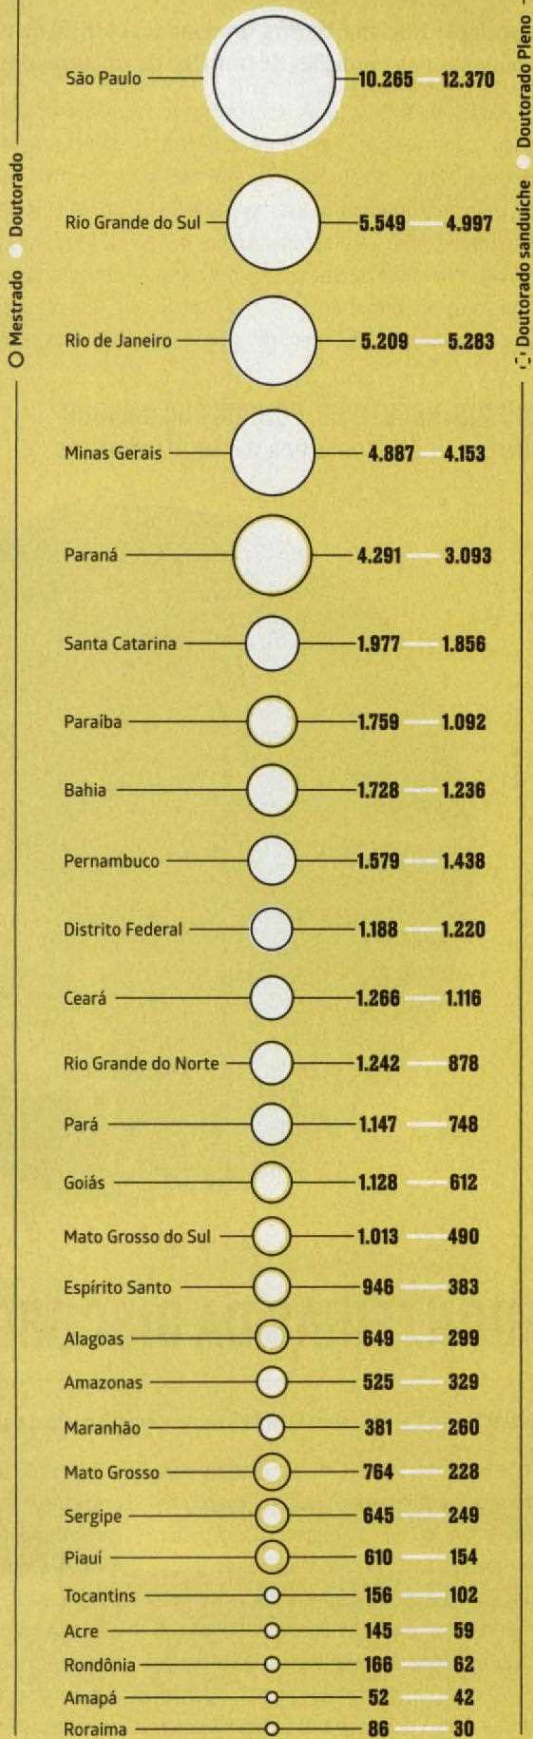 São Paulo 10.265 12.370
Rio Grande do Sul 5.549 4.997
Rio de Janeiro 5.209 5.283
Minas Gerais 4.887 4.153
Paraná 4.291 3.093
Santa Catarina 1.977 1.856
Paraíba 1.759 1.092
Bahia 1.728 1.236
Pernambuco 1.579 1.438
Distrito Federal 1.188 1.220
Ceará 1.266 1.116
Rio Grande do Norte 1.242 878
Pará 1.147 748
Goiás 1.128 612
Mato Grosso do Sul 1.013 490
Espírito Santo 946 383
Alagoas 649 299
Amazonas 525 329
Maranhão 381 260
Mato Grosso 764 228
Sergipe 645 249
Piauí 610 154
Tocantins 156 102
Acre 145 59
Rondônia 166 62
Amapá 52 42
Roraima 86 30
Mestrado Doutorado
Doutorado sanduíche Doutorado Pleno